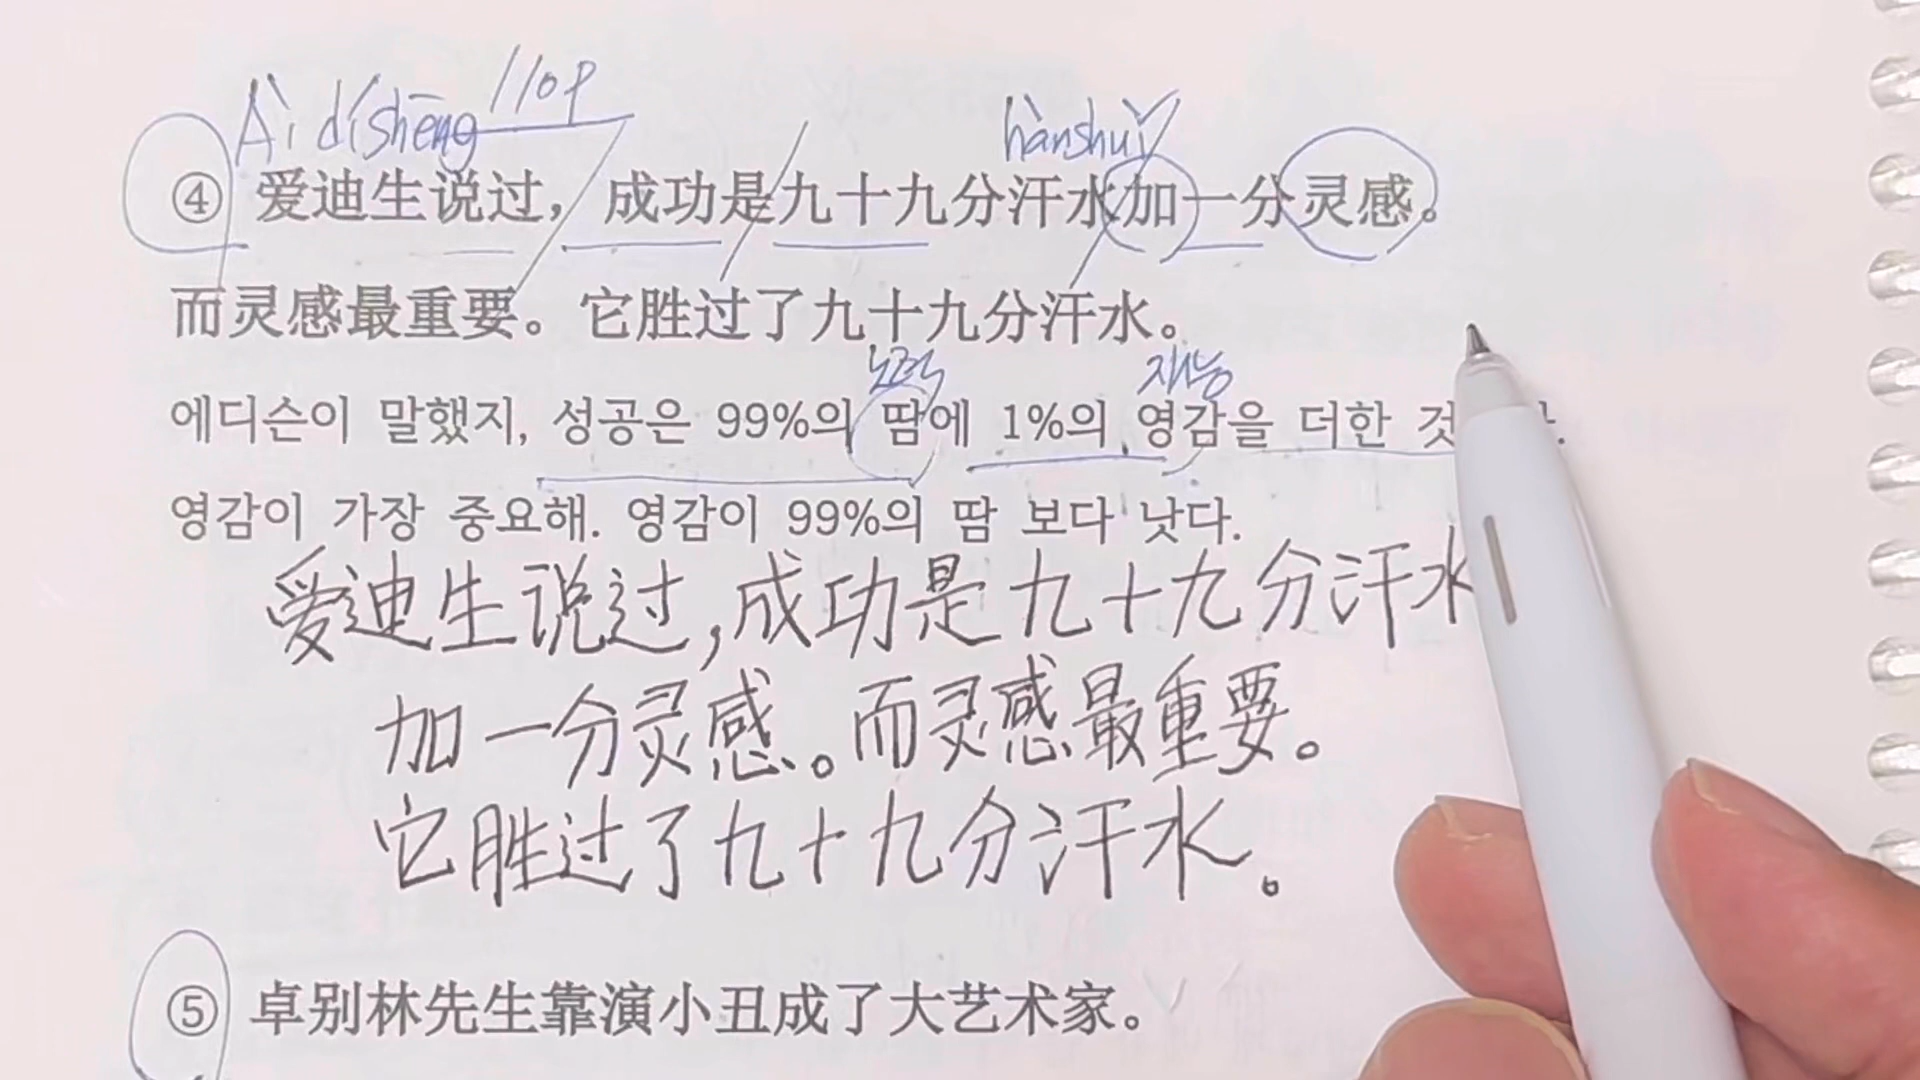 Àidíshēng 110P
hànshuǐ
④ 爱迪生说过，成功是九十九分汗水加一分灵感。
而灵感最重要。它胜过了九十九分汗水。
노력 재능
에디슨이 말했지, 성공은 99%의 땀에 1%의 영감을 더한 것
영감이 가장 중요해. 영감이 99%의 땀 보다 낫다.
爱迪生说过,成功是九十九分汗水
加一分灵感。而灵感最重要。
它胜过了九十九分汗水。
⑤ 卓别林先生靠演小丑成了大艺术家。